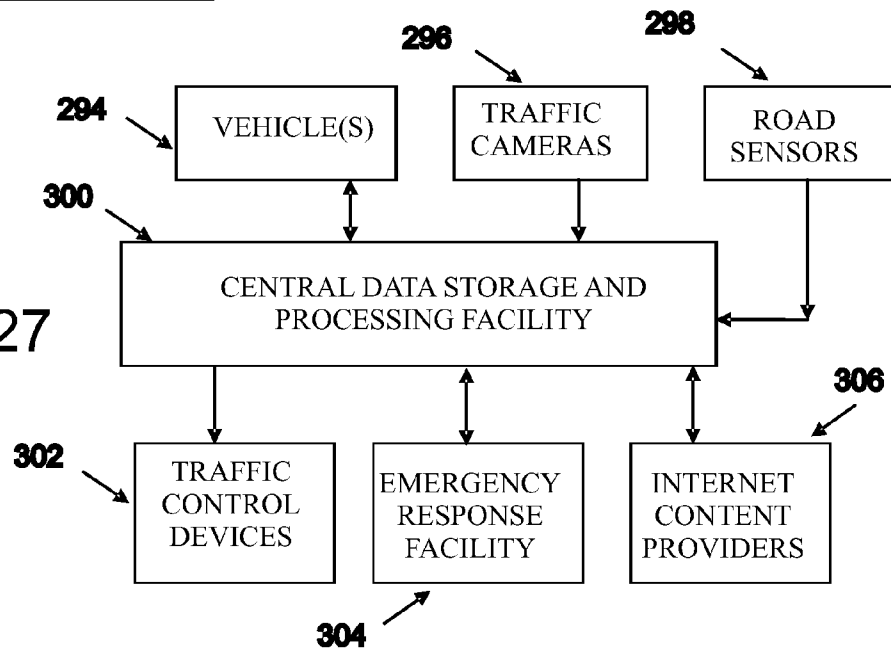 296
298
294
VEHICLE(S)
TRAFFIC
CAMERAS
ROAD
SENSORS
300
CENTRAL DATA STORAGE AND
PROCESSING FACILITY
27
306
302
TRAFFIC
CONTROL
DEVICES
EMERGENCY
RESPONSE
FACILITY
INTERNET
CONTENT
PROVIDERS
304